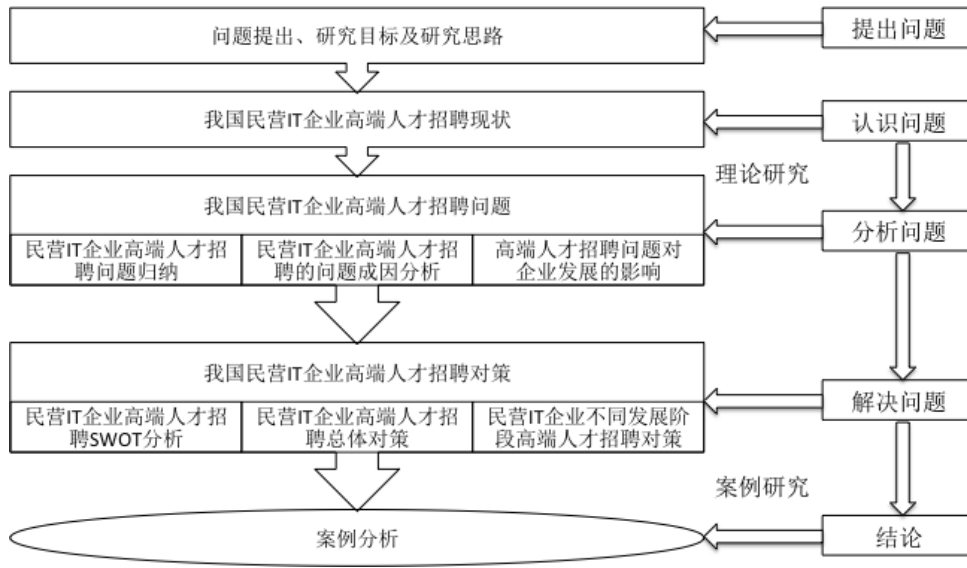 问题提出、研究目标及研究思路
提出问题
我国民营IT企业高端人才招聘现状
认识问题
理论研究
我国民营IT企业高端人才招聘问题
分析问题
民营IT企业高端人才招
聘问题归纳
民营IT企业高端人才招
聘的问题成因分析
高端人才招聘问题对
企业发展的影响
我国民营IT企业高端人才招聘对策
解决问题
民营IT企业高端人才招
聘SWOT分析
民营IT企业高端人才招
聘总体对策
民营IT企业不同发展阶
段高端人才招聘对策
案例研究
案例分析
结论